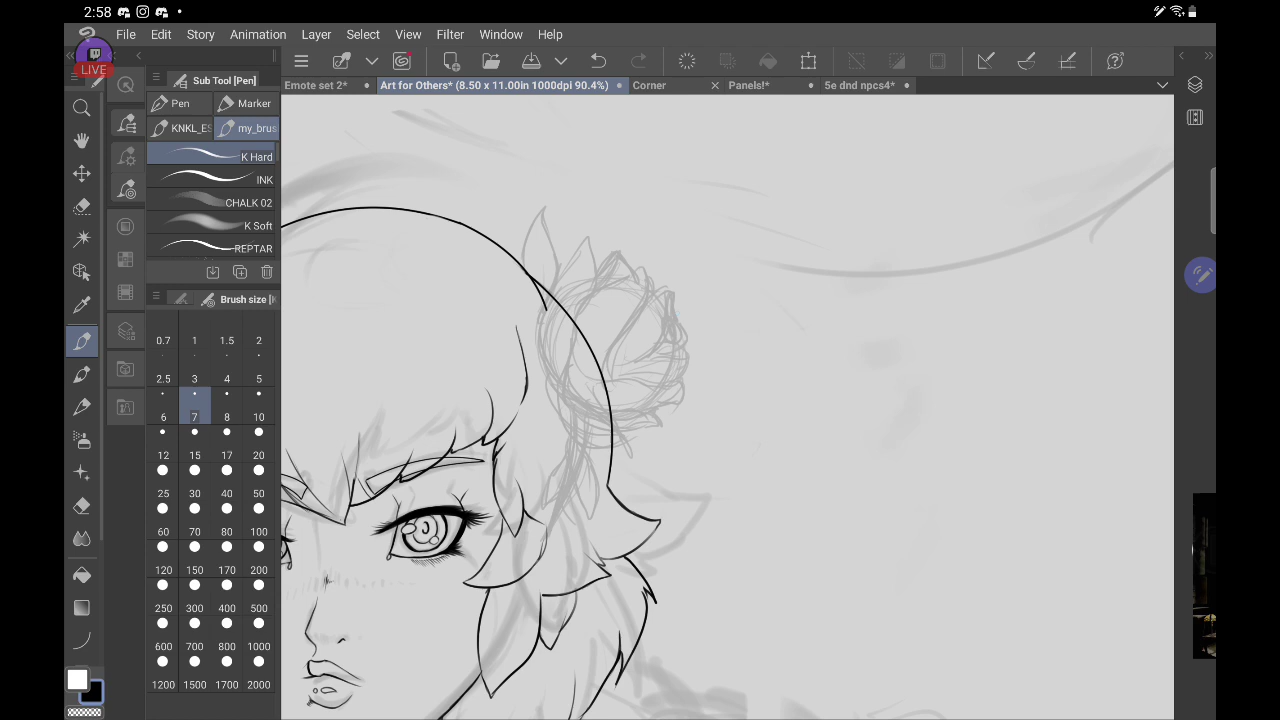 2:58
File Edit Story Animation Layer Select View Filter Window Help
LIVE
Sub Tool [Pen]
Emote set 2*
Art for Others* (8.50 x 11.00in 1000dpi 90.4%)
Corner
Panels!*
5e dnd npcs4*
Pen Marker
KNKL_E my_brus
K Hard
INK
CHALK 02
K Soft
REPTAR
Brush size [
0.7 1 1.5 2
2.5 3 4 5
6 7 8 10
12 15 17 20
25 30 40 50
60 70 80 100
120 150 170 200
250 300 400 500
600 700 800 1000
1200 1500 1700 2000